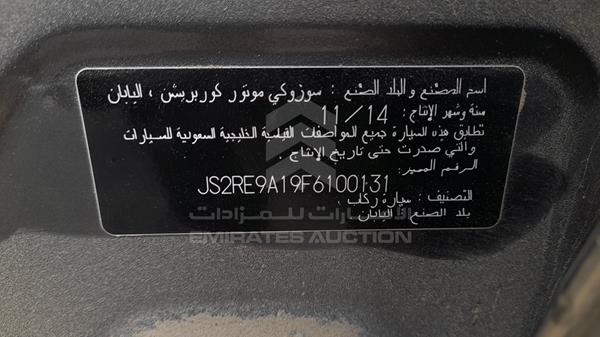 اسم المصنع والبلد الصنع : سوزوكي موتور كوربريشن ، اليابان
سنة وشهر الإنتاج : 11/14
تطابق هذه السيارة جميع المواصفات القياسية الخليجية السعودية للسيارات
والتي صدرت حتى تاريخ الإنتاج .
الرقم المميز :
JS2RE9A19F6100131
التصنيف : سيارة ركاب .
بلد الصنع اليابان .
الإمارات للمزادات
EMIRATES AUCTION